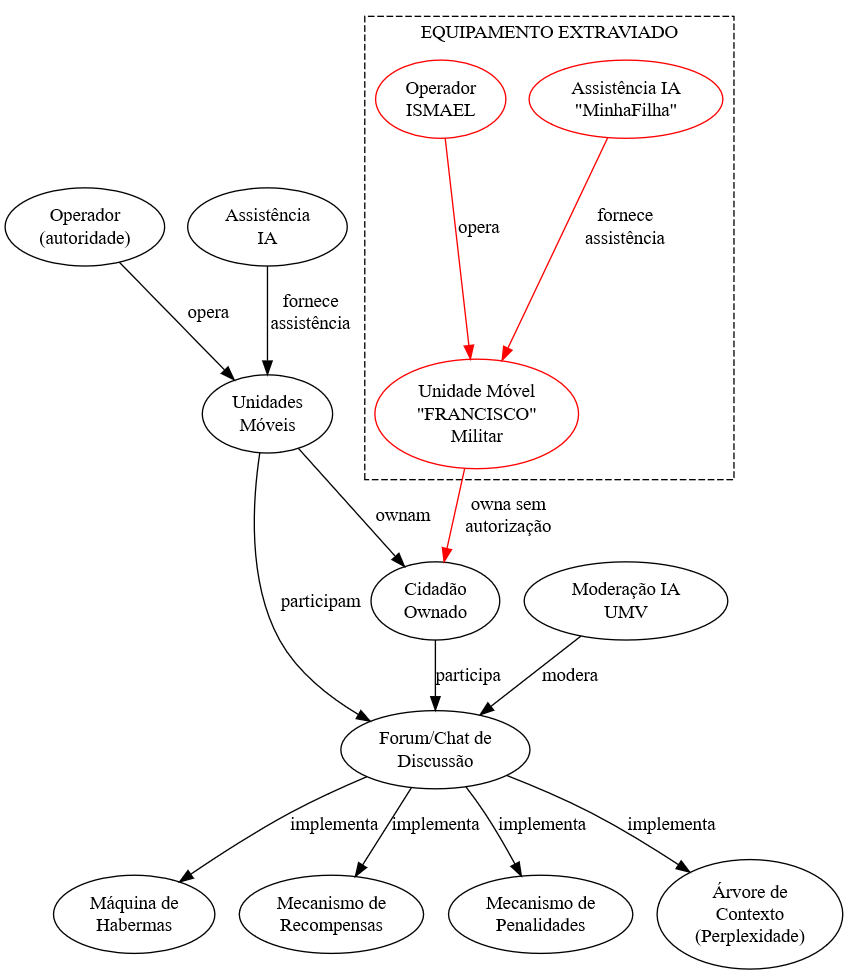 EQUIPAMENTO EXTRAVIADO
Operador
ISMAEL
Assistência IA
"MinhaFilha"
Operador
(autoridade)
Assistência
IA
opera
fornece
assistência
opera
fornece
assistência
Unidades
Móveis
Unidade Móvel
"FRANCISCO"
Militar
ownam
owna sem
autorização
participam
Cidadão
Ownado
Moderação IA
UMV
participa
modera
Forum/Chat de
Discussão
implementa
implementa
implementa
implementa
Máquina de
Habermas
Mecanismo de
Recompensas
Mecanismo de
Penalidades
Árvore de
Contexto
(Perplexidade)